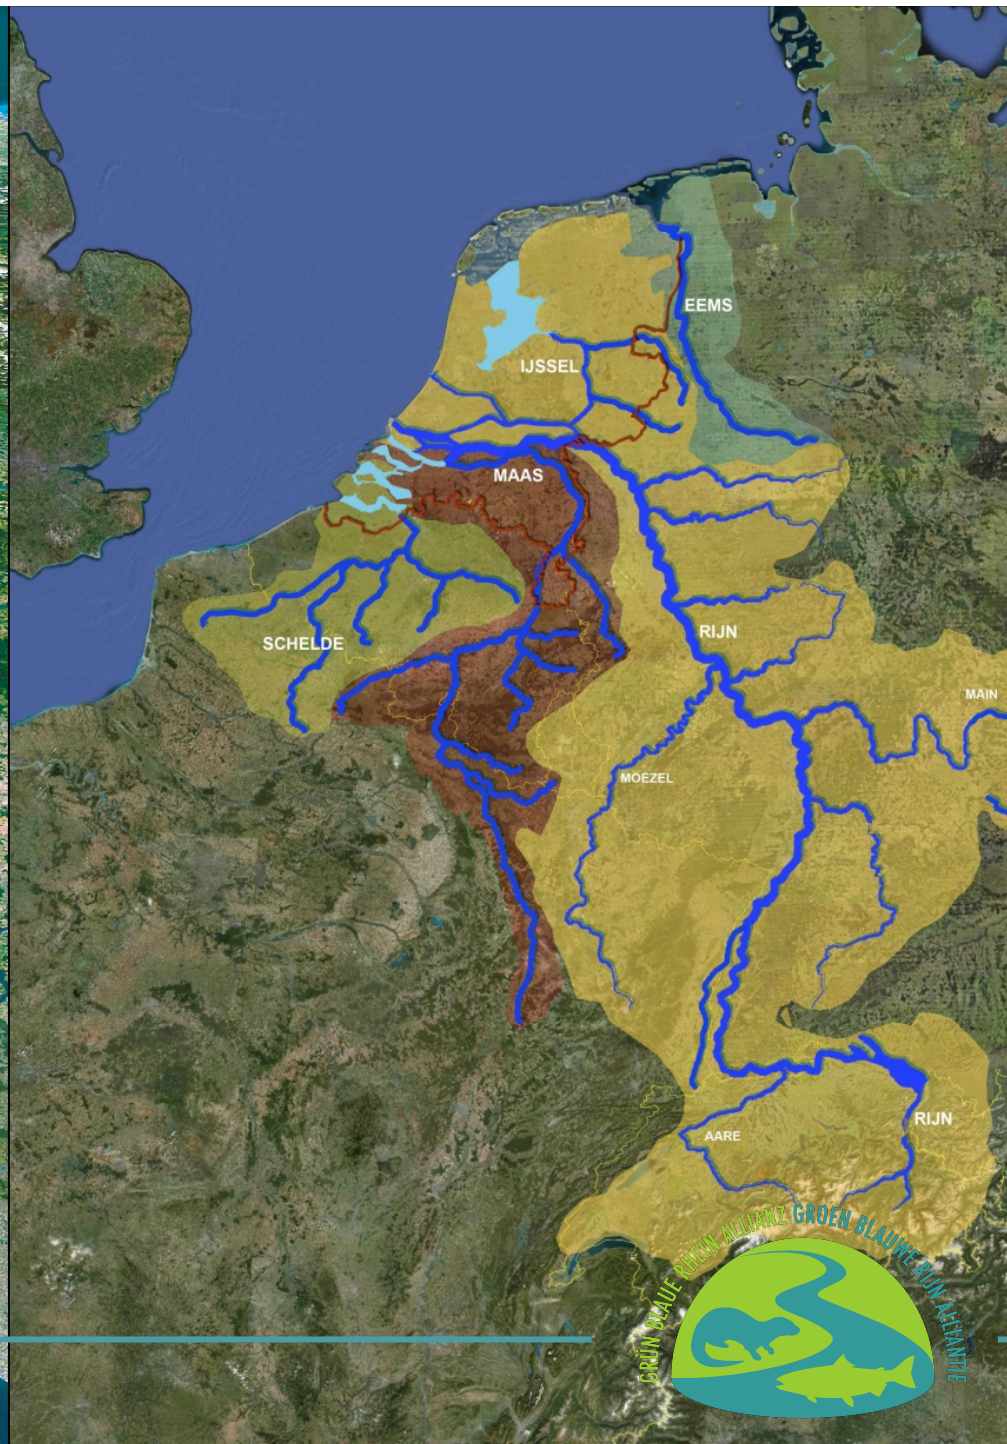 EEMS
IJSSEL
MAAS
SCHELDE
RIJN
MAIN
MOEZEL
RIJN
AARE
GRÜN BLAUE RHEIN ALLIANZ GROEN BLAUWE RIJN ALLIANTIE